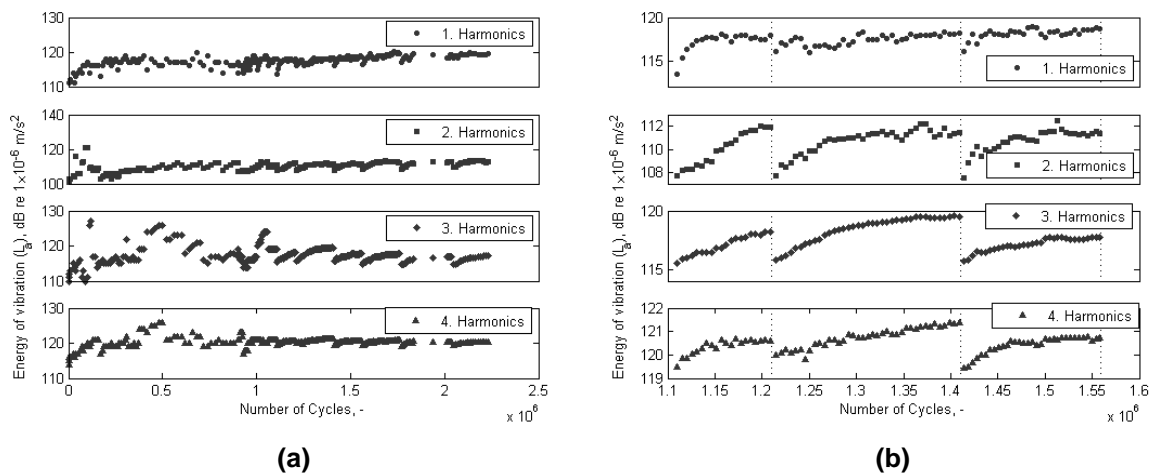 130
120
110
1. Harmonics
140
120
100
2. Harmonics
130
120
110
3. Harmonics
130
120
110
4. Harmonics
0
0.5
1
1.5
2
2.5
Number of Cycles, -
x 10⁶
Energy of vibration (Lₐ), dB re 1×10⁻⁶ m/s²
(a)
120
115
1. Harmonics
112
110
108
2. Harmonics
120
115
3. Harmonics
122
121
120
119
4. Harmonics
1.1
1.15
1.2
1.25
1.3
1.35
1.4
1.45
1.5
1.55
1.6
Number of Cycles, -
x 10⁶
Energy of vibration (Lₐ), dB re 1×10⁻⁶ m/s²
(b)